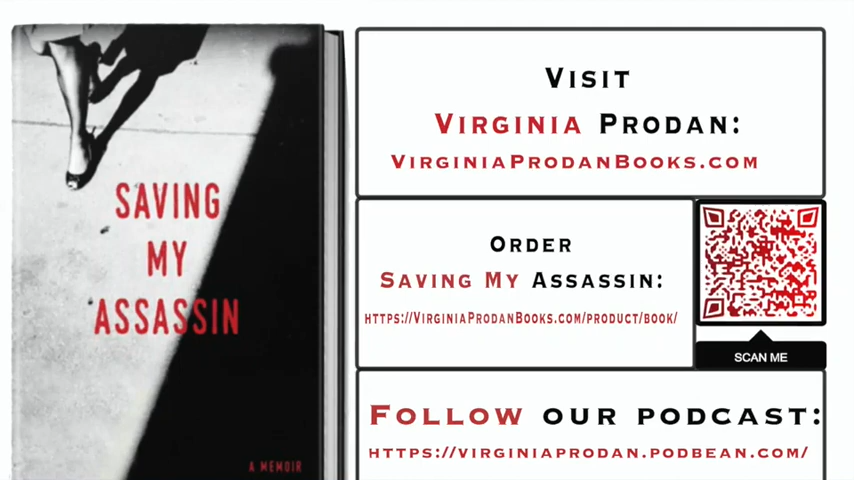 SAVING
MY
ASSASSIN
A MEMOIR
VISIT
VIRGINIA PRODAN:
VIRGINIAPRODANBOOKS.COM
ORDER
SAVING MY ASSASSIN:
HTTPS://VIRGINIAPRODANBOOKS.COM/PRODUCT/BOOK/
SCAN ME
FOLLOW OUR PODCAST:
HTTPS://VIRGINIAPRODAN.PODBEAN.COM/